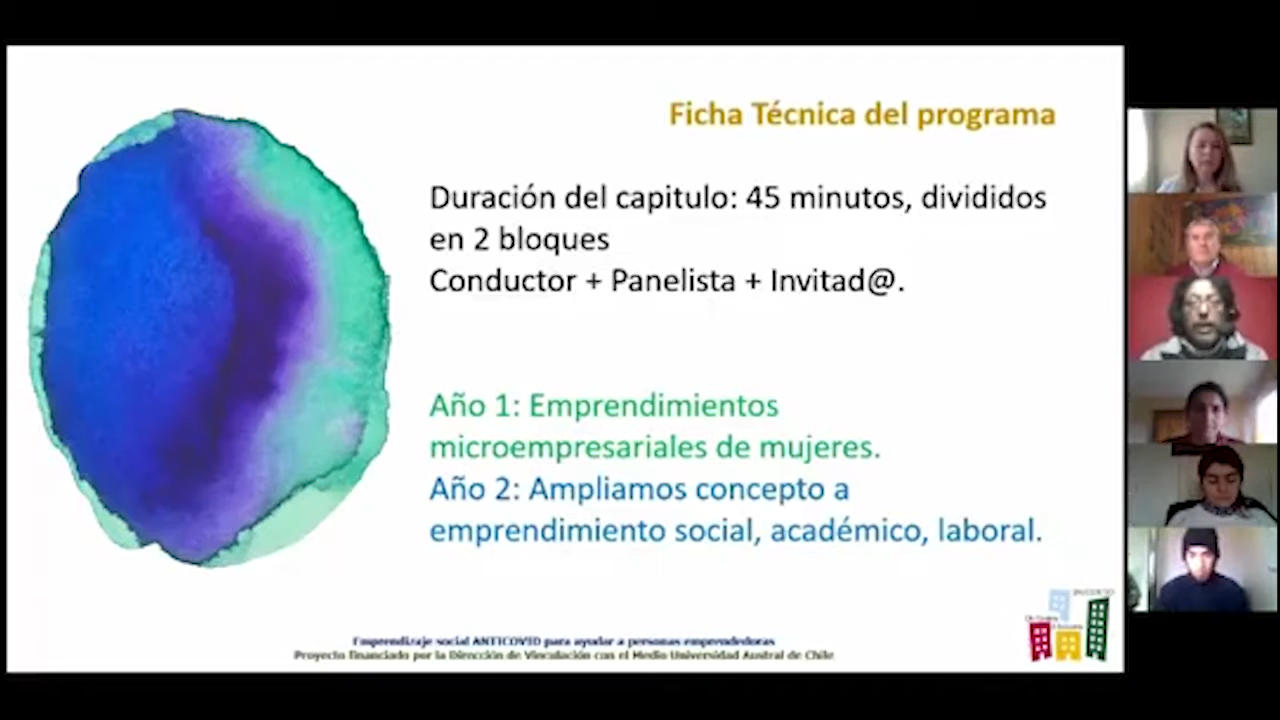 Ficha Técnica del programa
Duración del capitulo: 45 minutos, divididos
en 2 bloques
Conductor + Panelista + Invitad@.
Año 1: Emprendimientos
microempresariales de mujeres.
Año 2: Ampliamos concepto a
emprendimiento social, académico, laboral.
Emprendizaje social ANTICOVID para ayudar a personas emprendedoras
Proyecto financiado por la Dirección de Vinculación con el Medio Universidad Austral de Chile